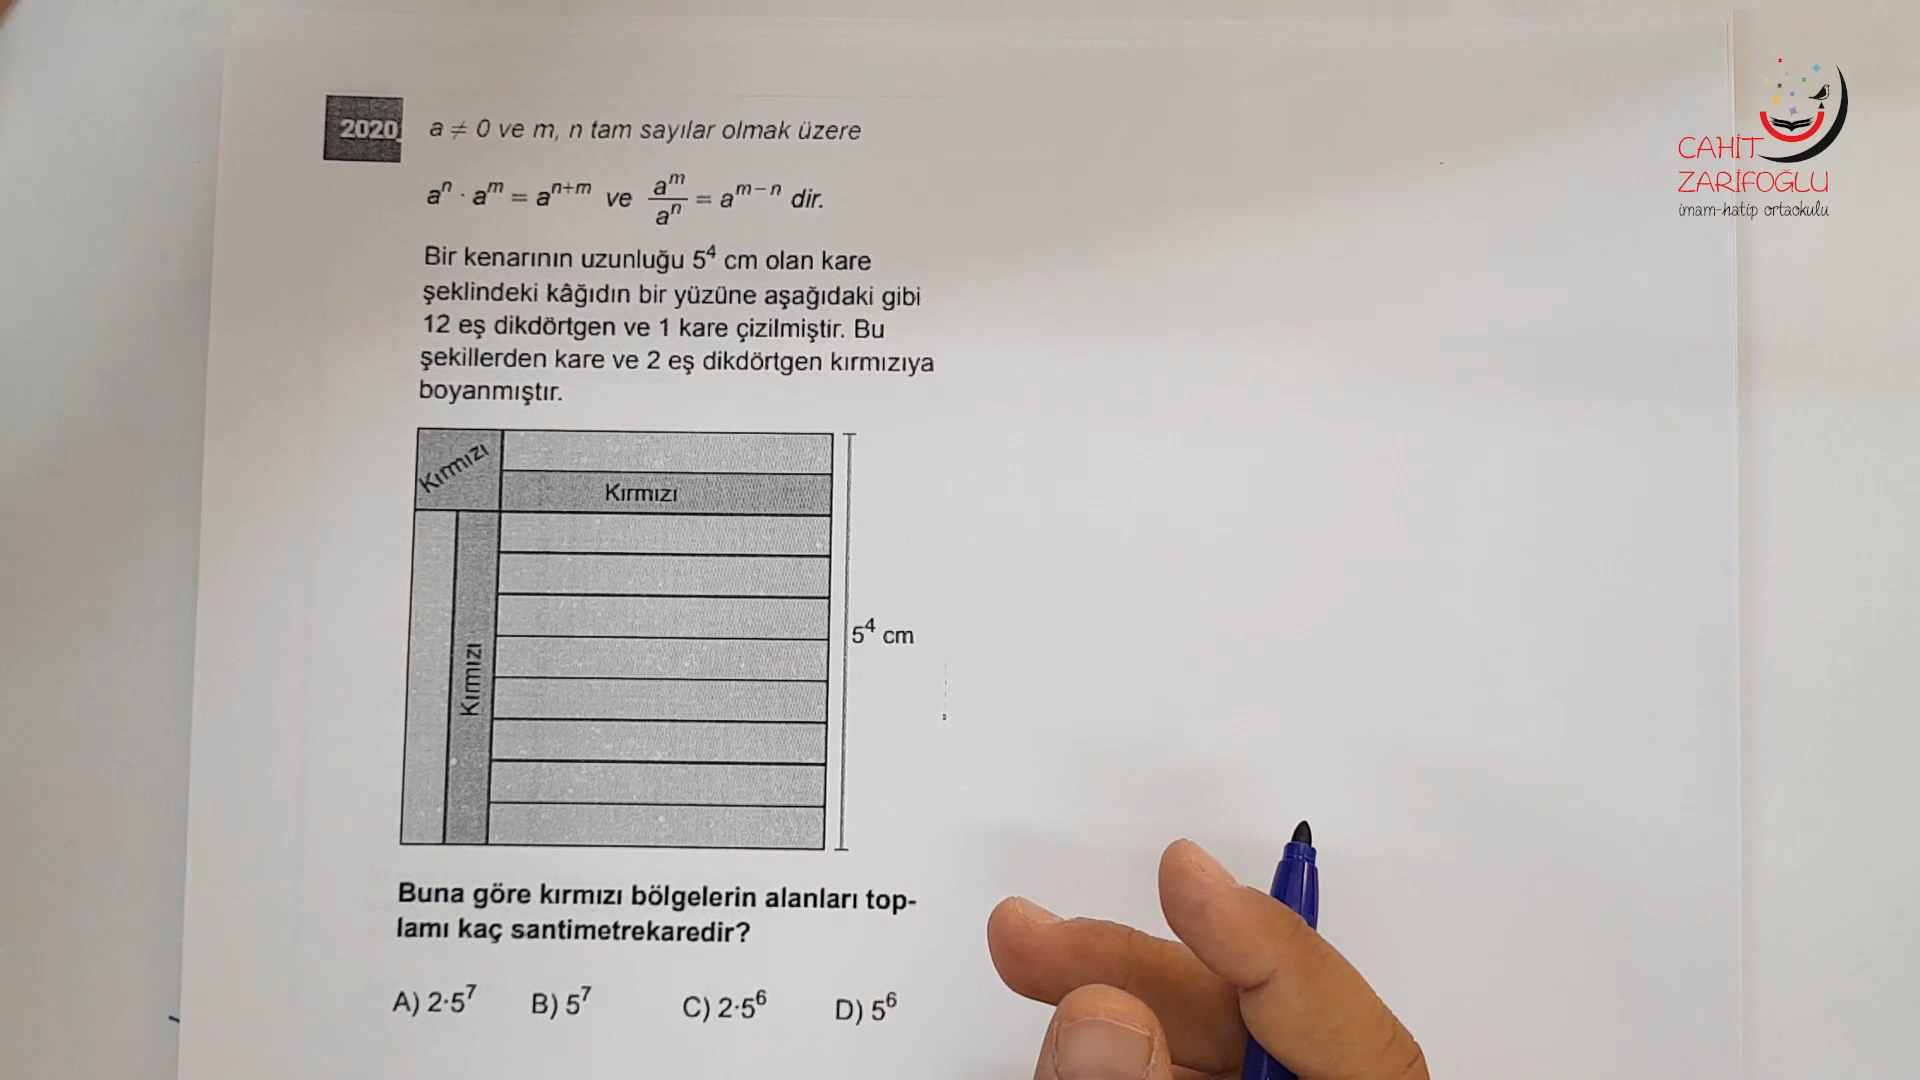 2020
a ≠ 0 ve m, n tam sayılar olmak üzere
aⁿ · aᵐ = aⁿ⁺ᵐ ve aᵐ/aⁿ = aᵐ⁻ⁿ dir.
Bir kenarının uzunluğu 5⁴ cm olan kare
şeklindeki kâğıdın bir yüzüne aşağıdaki gibi
12 eş dikdörtgen ve 1 kare çizilmiştir. Bu
şekillerden kare ve 2 eş dikdörtgen kırmızıya
boyanmıştır.
Kırmızı
Kırmızı
Kırmızı
5⁴ cm
Buna göre kırmızı bölgelerin alanları top-
lamı kaç santimetrekaredir?
A) 2·5⁷ B) 5⁷ C) 2·5⁶ D) 5⁶
CAHİT
ZARİFOĞLU
imam-hatip ortaokulu